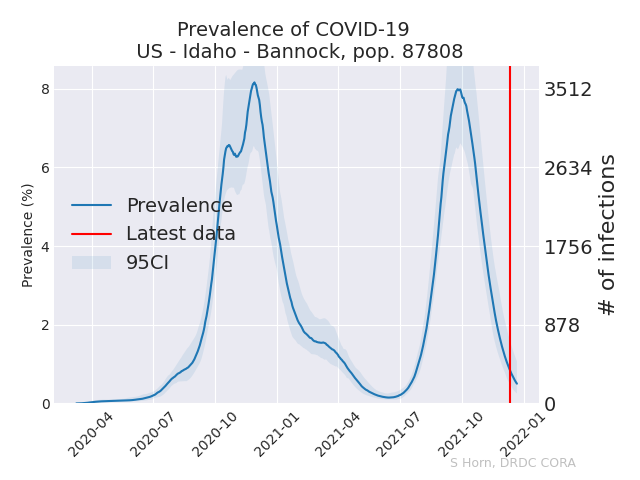 Prevalence of COVID-19
US - Idaho - Bannock, pop. 87808
8
6
4
2
0
Prevalence (%)
3512
2634
1756
878
0
# of infections
Prevalence
Latest data
95CI
2020-04
2020-07
2020-10
2021-01
2021-04
2021-07
2021-10
2022-01
S Horn, DRDC CORA